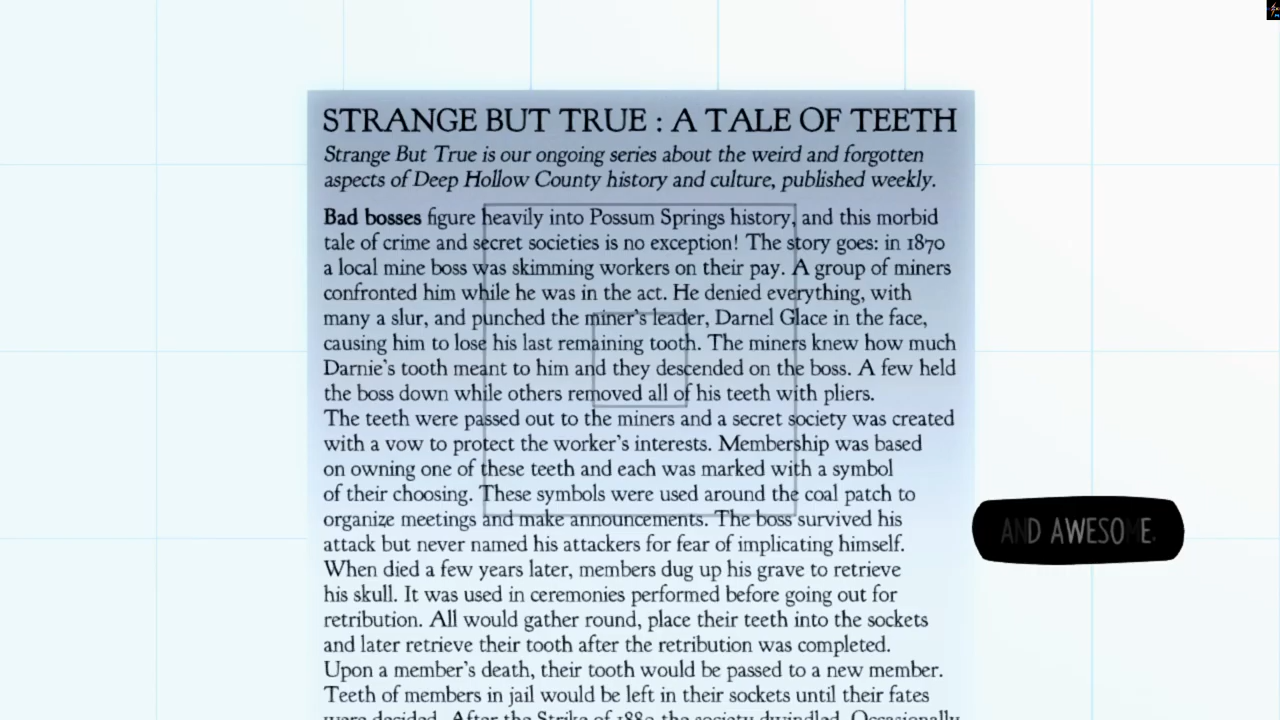 STRANGE BUT TRUE : A TALE OF TEETH
Strange But True is our ongoing series about the weird and forgotten
aspects of Deep Hollow County history and culture, published weekly.
Bad bosses figure heavily into Possum Springs history, and this morbid
tale of crime and secret societies is no exception! The story goes: in 1870
a local mine boss was skimming workers on their pay. A group of miners
confronted him while he was in the act. He denied everything, with
many a slur, and punched the miner's leader, Darnel Glace in the face,
causing him to lose his last remaining tooth. The miners knew how much
Darnie's tooth meant to him and they descended on the boss. A few held
the boss down while others removed all of his teeth with pliers.
The teeth were passed out to the miners and a secret society was created
with a vow to protect the worker's interests. Membership was based
on owning one of these teeth and each was marked with a symbol
of their choosing. These symbols were used around the coal patch to
organize meetings and make announcements. The boss survived his
attack but never named his attackers for fear of implicating himself.
When died a few years later, members dug up his grave to retrieve
his skull. It was used in ceremonies performed before going out for
retribution. All would gather round, place their teeth into the sockets
and later retrieve their tooth after the retribution was completed.
Upon a member's death, their tooth would be passed to a new member.
Teeth of members in jail would be left in their sockets until their fates
were decided. After the Strike of 1880 the society dwindled. Occasionally
AND AWESOME.